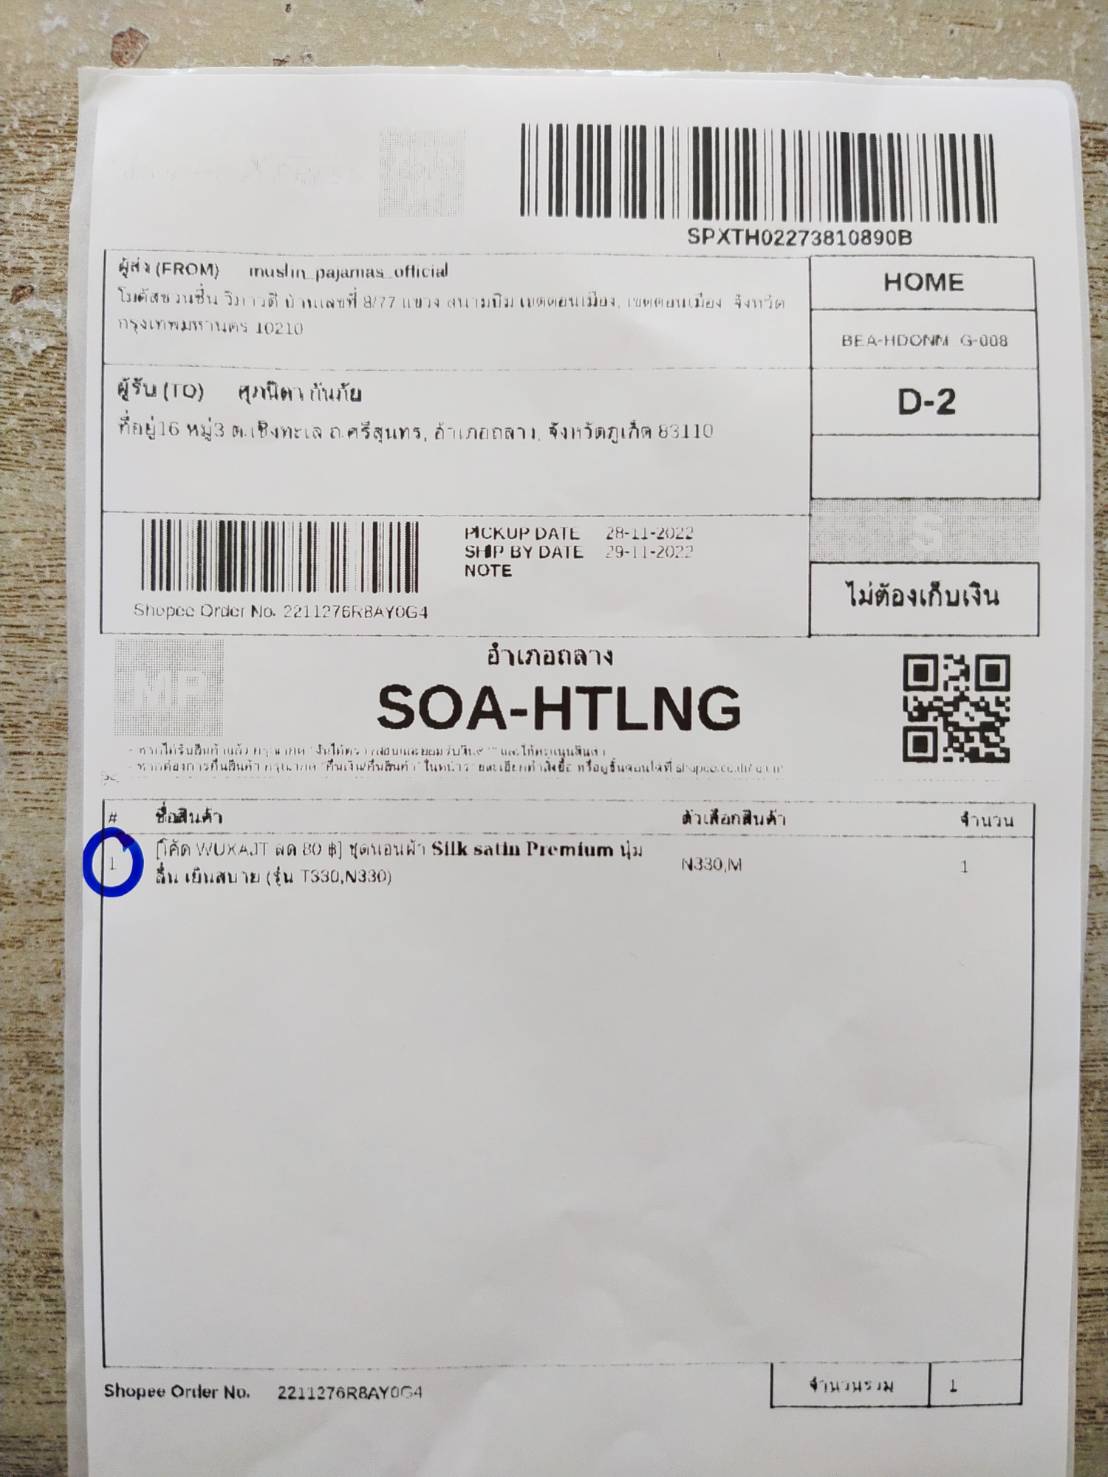 SPXTH02273810890B
ผู้ส่ง (FROM) muslin_pajamas_official
โมดัสชวนชื่น วิภาวดี บ้านเลขที่ 8/77 แขวง สนามบิน เขตดอนเมือง, เขตดอนเมือง จังหวัด
กรุงเทพมหานคร 10210
HOME
BEA-HDONM G-008
ผู้รับ (TO) ศุภนิดา กันภัย
ที่อยู่16 หมู่3 ต.เชิงทะเล ถ.ศรีสุนทร, อำเภอถลาง, จังหวัดภูเก็ต 83110
D-2
S
PICKUP DATE 28-11-2022
SHIP BY DATE 29-11-2022
NOTE
Shopee Order No. 2211276R8AY0G4
ไม่ต้องเก็บเงิน
MP
อำเภอถลาง
SOA-HTLNG
# ชื่อสินค้า ตัวเลือกสินค้า จำนวน
1 [โค้ด WUXAJT ลด 80 ฿] ชุดนอนผ้า Silk satin Premium นุ่ม
ลื่น เย็นสบาย (รุ่น T330,N330) N330,M 1
Shopee Order No. 2211276R8AY0G4
จำนวนรวม 1